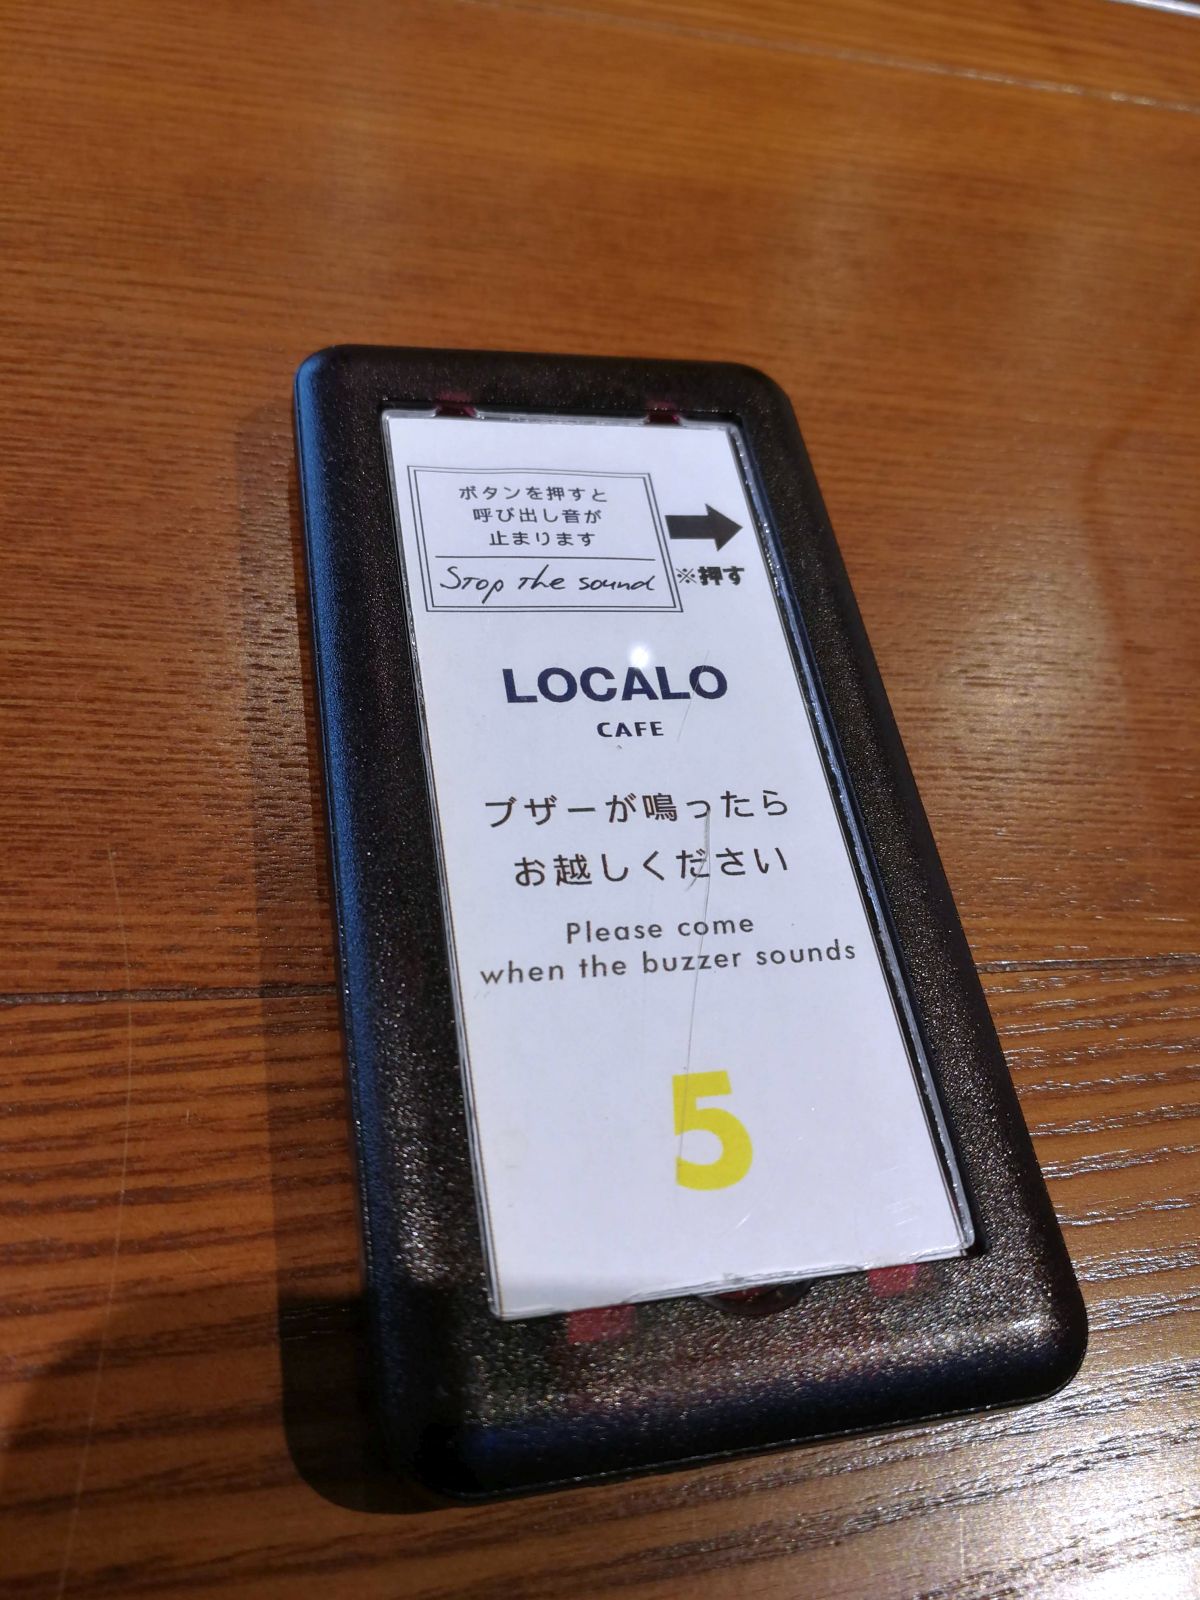 ボタンを押すと
呼び出し音が
止まります
Stop the sound
※押す
LOCALO
CAFE
ブザーが鳴ったら
お越しください
Please come
when the buzzer sounds
5